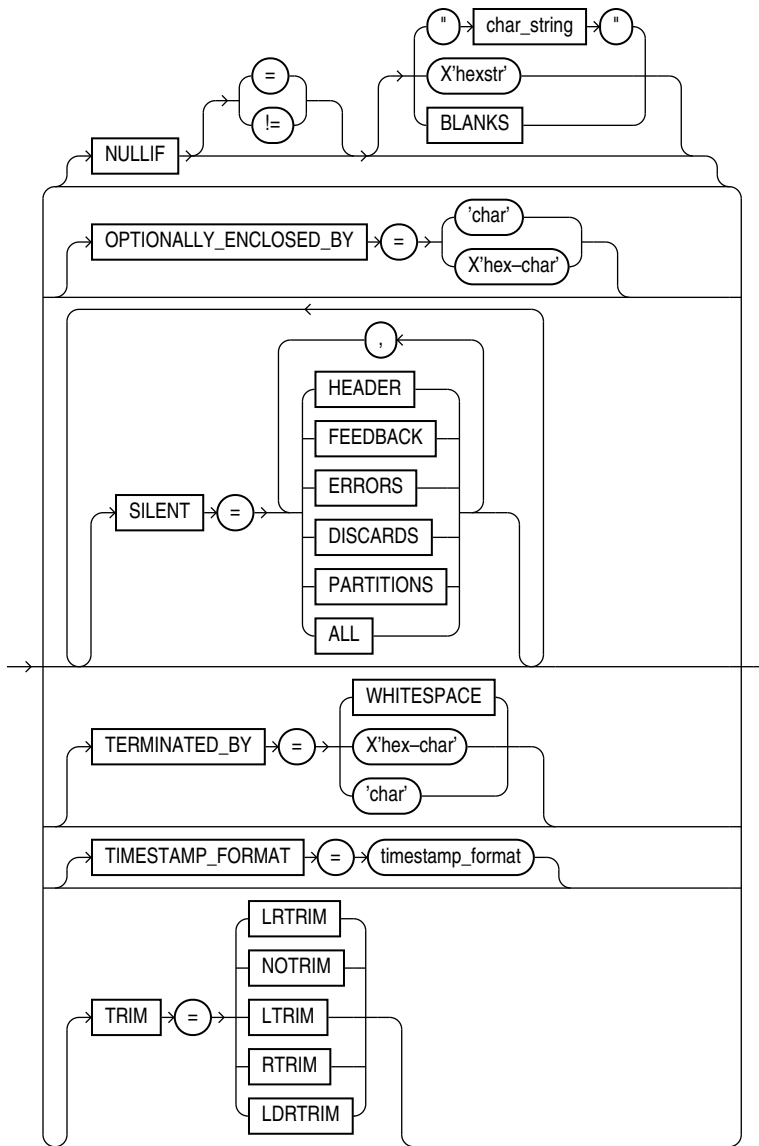 " char_string "
=
X'hexstr'
!=
BLANKS
NULLIF
'char'
OPTIONALLY_ENCLOSED_BY =
X'hex–char'
,
HEADER
FEEDBACK
ERRORS
SILENT =
DISCARDS
PARTITIONS
ALL
WHITESPACE
TERMINATED_BY = X'hex–char'
'char'
TIMESTAMP_FORMAT = timestamp_format
LRTRIM
NOTRIM
TRIM = LTRIM
RTRIM
LDRTRIM